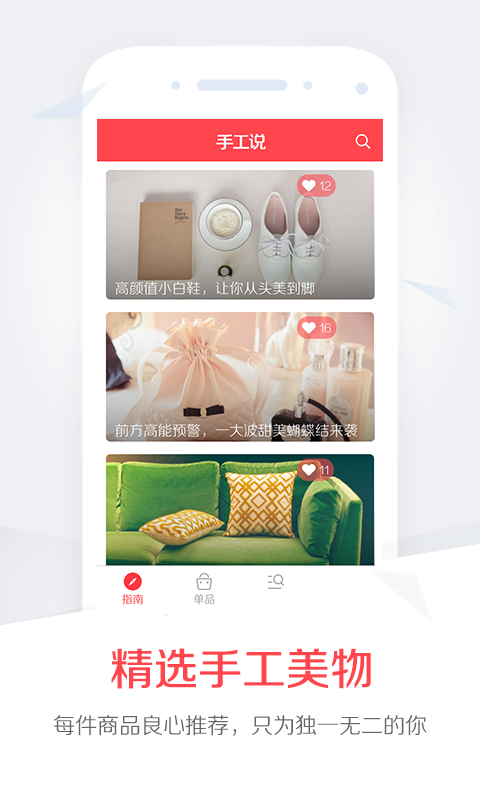 手工说
12
Our
Story
Begins
高颜值小白鞋，让你从头美到脚
16
前方高能预警，一大波甜美蝴蝶结来袭
11
指南
单品
精选手工美物
每件商品良心推荐，只为独一无二的你